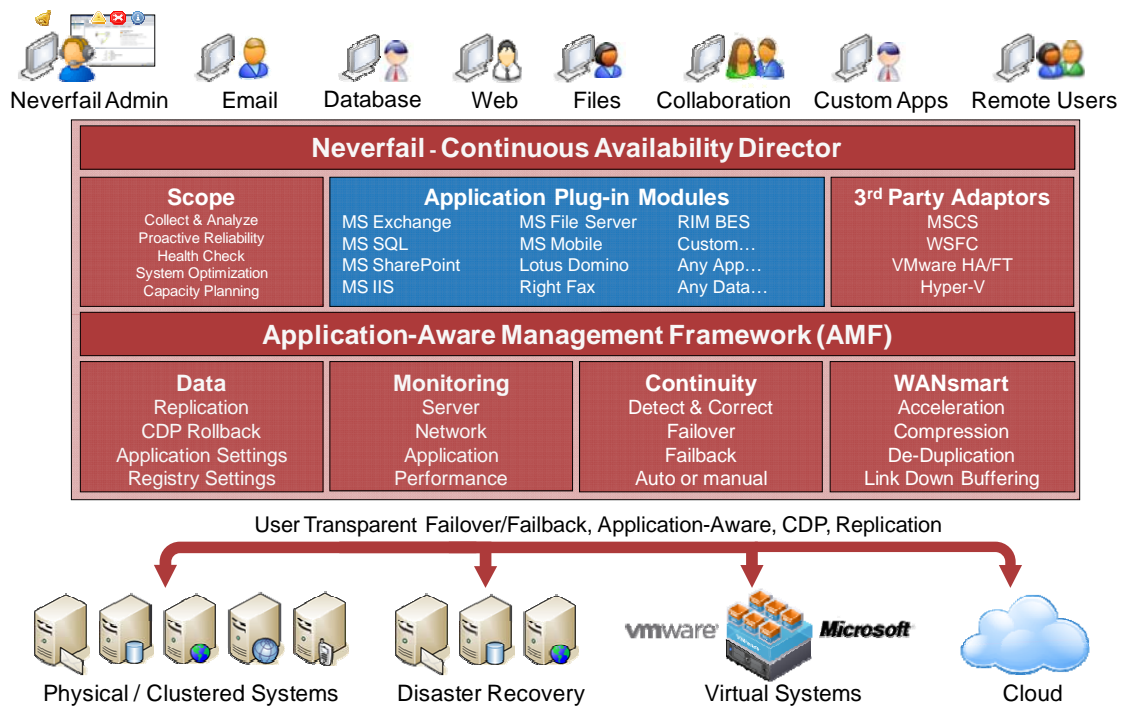 Neverfail Admin
Email
Database
Web
Files
Collaboration
Custom Apps
Remote Users
Neverfail - Continuous Availability Director
Scope
Collect & Analyze
Proactive Reliability
Health Check
System Optimization
Capacity Planning
Application Plug-in Modules
MS Exchange
MS SQL
MS SharePoint
MS IIS
MS File Server
MS Mobile
Lotus Domino
Right Fax
RIM BES
Custom…
Any App…
Any Data…
3rd Party Adaptors
MSCS
WSFC
VMware HA/FT
Hyper-V
Application-Aware Management Framework (AMF)
Data
Replication
CDP Rollback
Application Settings
Registry Settings
Monitoring
Server
Network
Application
Performance
Continuity
Detect & Correct
Failover
Failback
Auto or manual
WANsmart
Acceleration
Compression
De-Duplication
Link Down Buffering
User Transparent Failover/Failback, Application-Aware, CDP, Replication
vmware
Microsoft
Physical / Clustered Systems
Disaster Recovery
Virtual Systems
Cloud